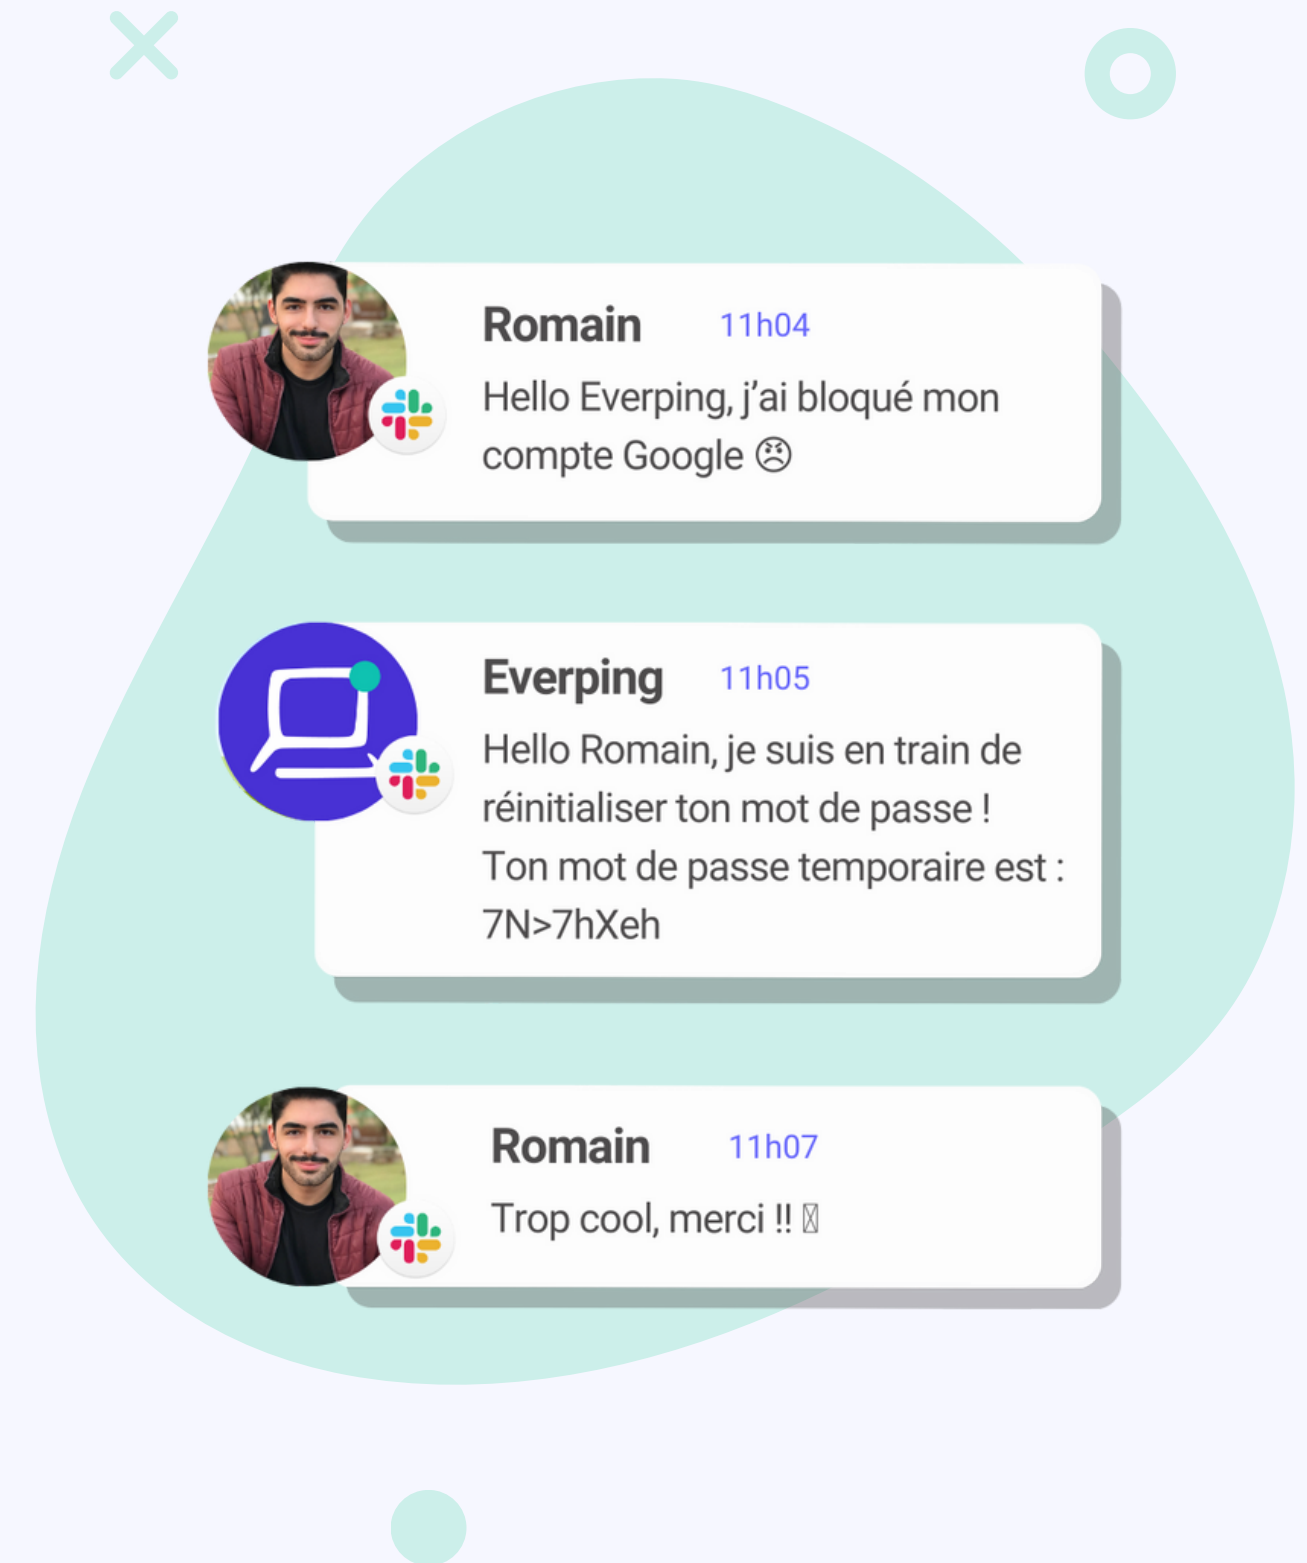 Romain 11h04
Hello Everping, j’ai bloqué mon
compte Google 😠
Everping 11h05
Hello Romain, je suis en train de
réinitialiser ton mot de passe !
Ton mot de passe temporaire est :
7N>7hXeh
Romain 11h07
Trop cool, merci !!